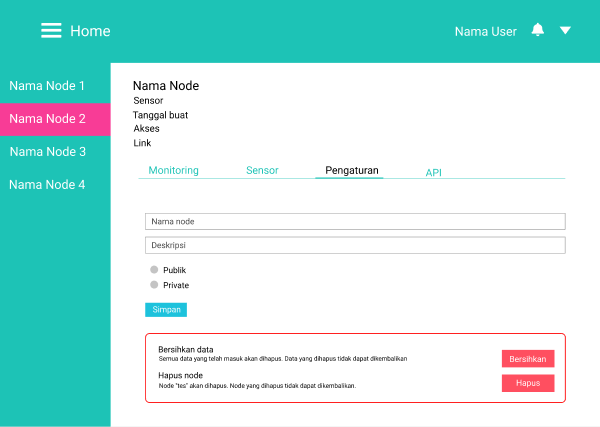 Home
Nama User
Nama Node 1
Nama Node 2
Nama Node 3
Nama Node 4
Nama Node
Sensor
Tanggal buat
Akses
Link
Monitoring Sensor Pengaturan API
Nama node
Deskripsi
Publik
Private
Simpan
Bersihkan data
Semua data yang telah masuk akan dihapus. Data yang dihapus tidak dapat dikembalikan
Bersihkan
Hapus node
Node "tes" akan dihapus. Node yang dihapus tidak dapat dikembalikan.
Hapus